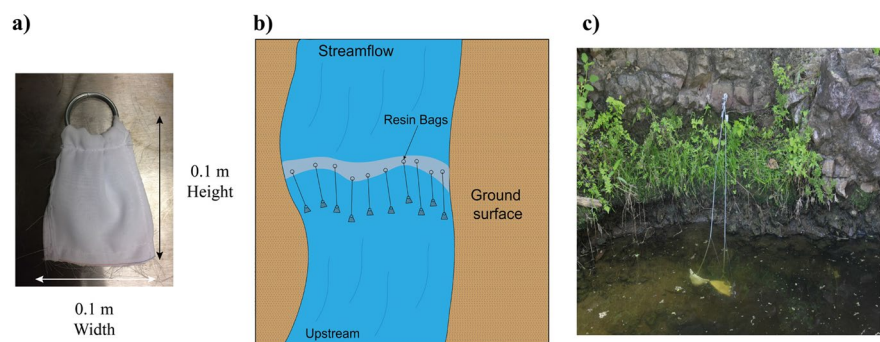 a)
0.1 m
Height
0.1 m
Width
b)
Streamflow
Resin Bags
Ground
surface
Upstream
c)